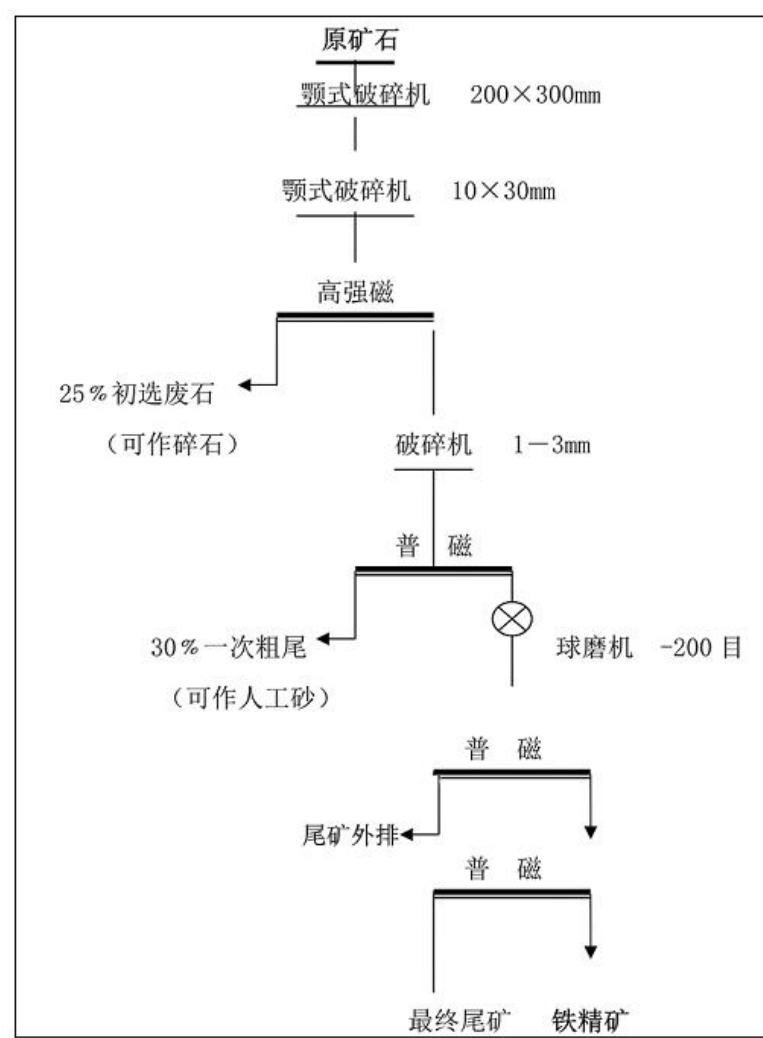 原矿石
颚式破碎机 200×300mm
颚式破碎机 10×30mm
高强磁
25%初选废石
（可作碎石）
破碎机 1－3mm
普 磁
30%一次粗尾
（可作人工砂）
球磨机 -200目
普 磁
尾矿外排
普 磁
最终尾矿 铁精矿